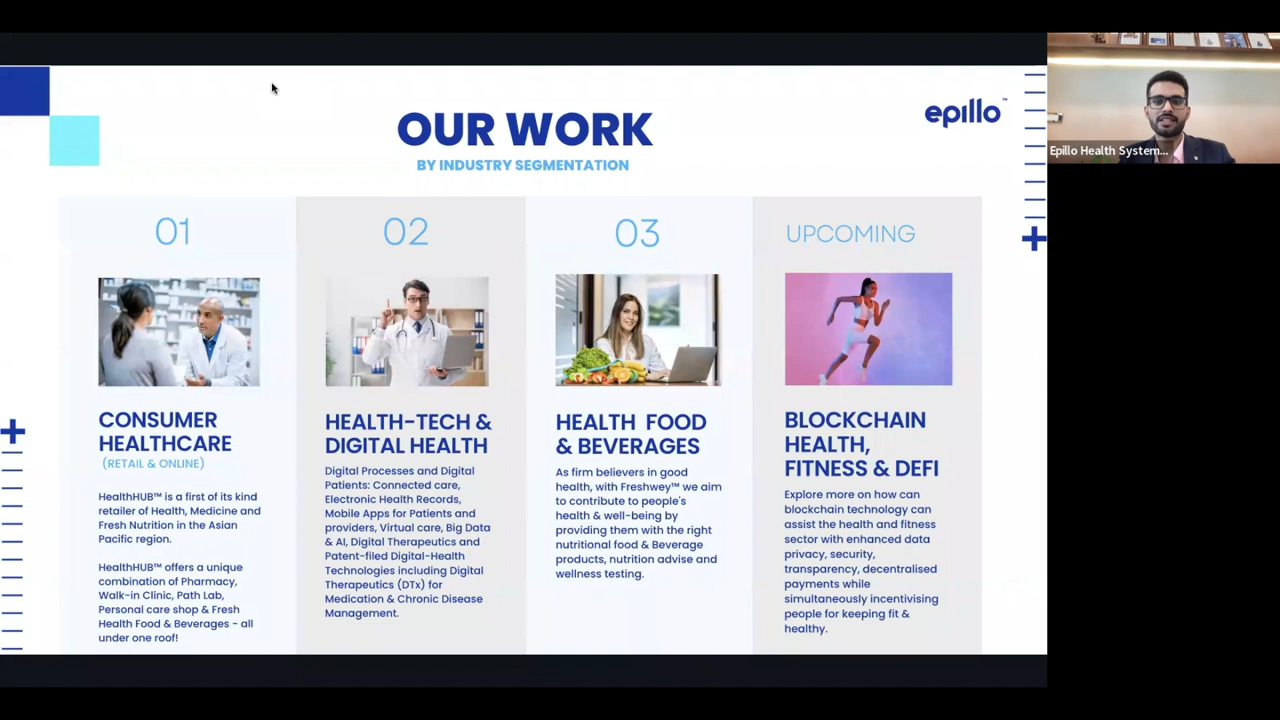 OUR WORK
BY INDUSTRY SEGMENTATION
epillo™
Epillo Health System...
01
CONSUMER
HEALTHCARE
(RETAIL & ONLINE)
HealthHUB™ is a first of its kind
retailer of Health, Medicine and
Fresh Nutrition in the Asian
Pacific region.
HealthHUB™ offers a unique
combination of Pharmacy,
Walk-in Clinic, Path Lab,
Personal care shop & Fresh
Health Food & Beverages - all
under one roof!
02
HEALTH-TECH &
DIGITAL HEALTH
Digital Processes and Digital
Patients: Connected care,
Electronic Health Records,
Mobile Apps for Patients and
providers, Virtual care, Big Data
& AI, Digital Therapeutics and
Patent-filed Digital-Health
Technologies including Digital
Therapeutics (DTx) for
Medication & Chronic Disease
Management.
03
HEALTH FOOD
& BEVERAGES
As firm believers in good
health, with Freshwey™ we aim
to contribute to people's
health & well-being by
providing them with the right
nutritional food & Beverage
products, nutrition advise and
wellness testing.
UPCOMING
BLOCKCHAIN
HEALTH,
FITNESS & DEFI
Explore more on how can
blockchain technology can
assist the health and fitness
sector with enhanced data
privacy, security,
transparency, decentralised
payments while
simultaneously incentivising
people for keeping fit &
healthy.